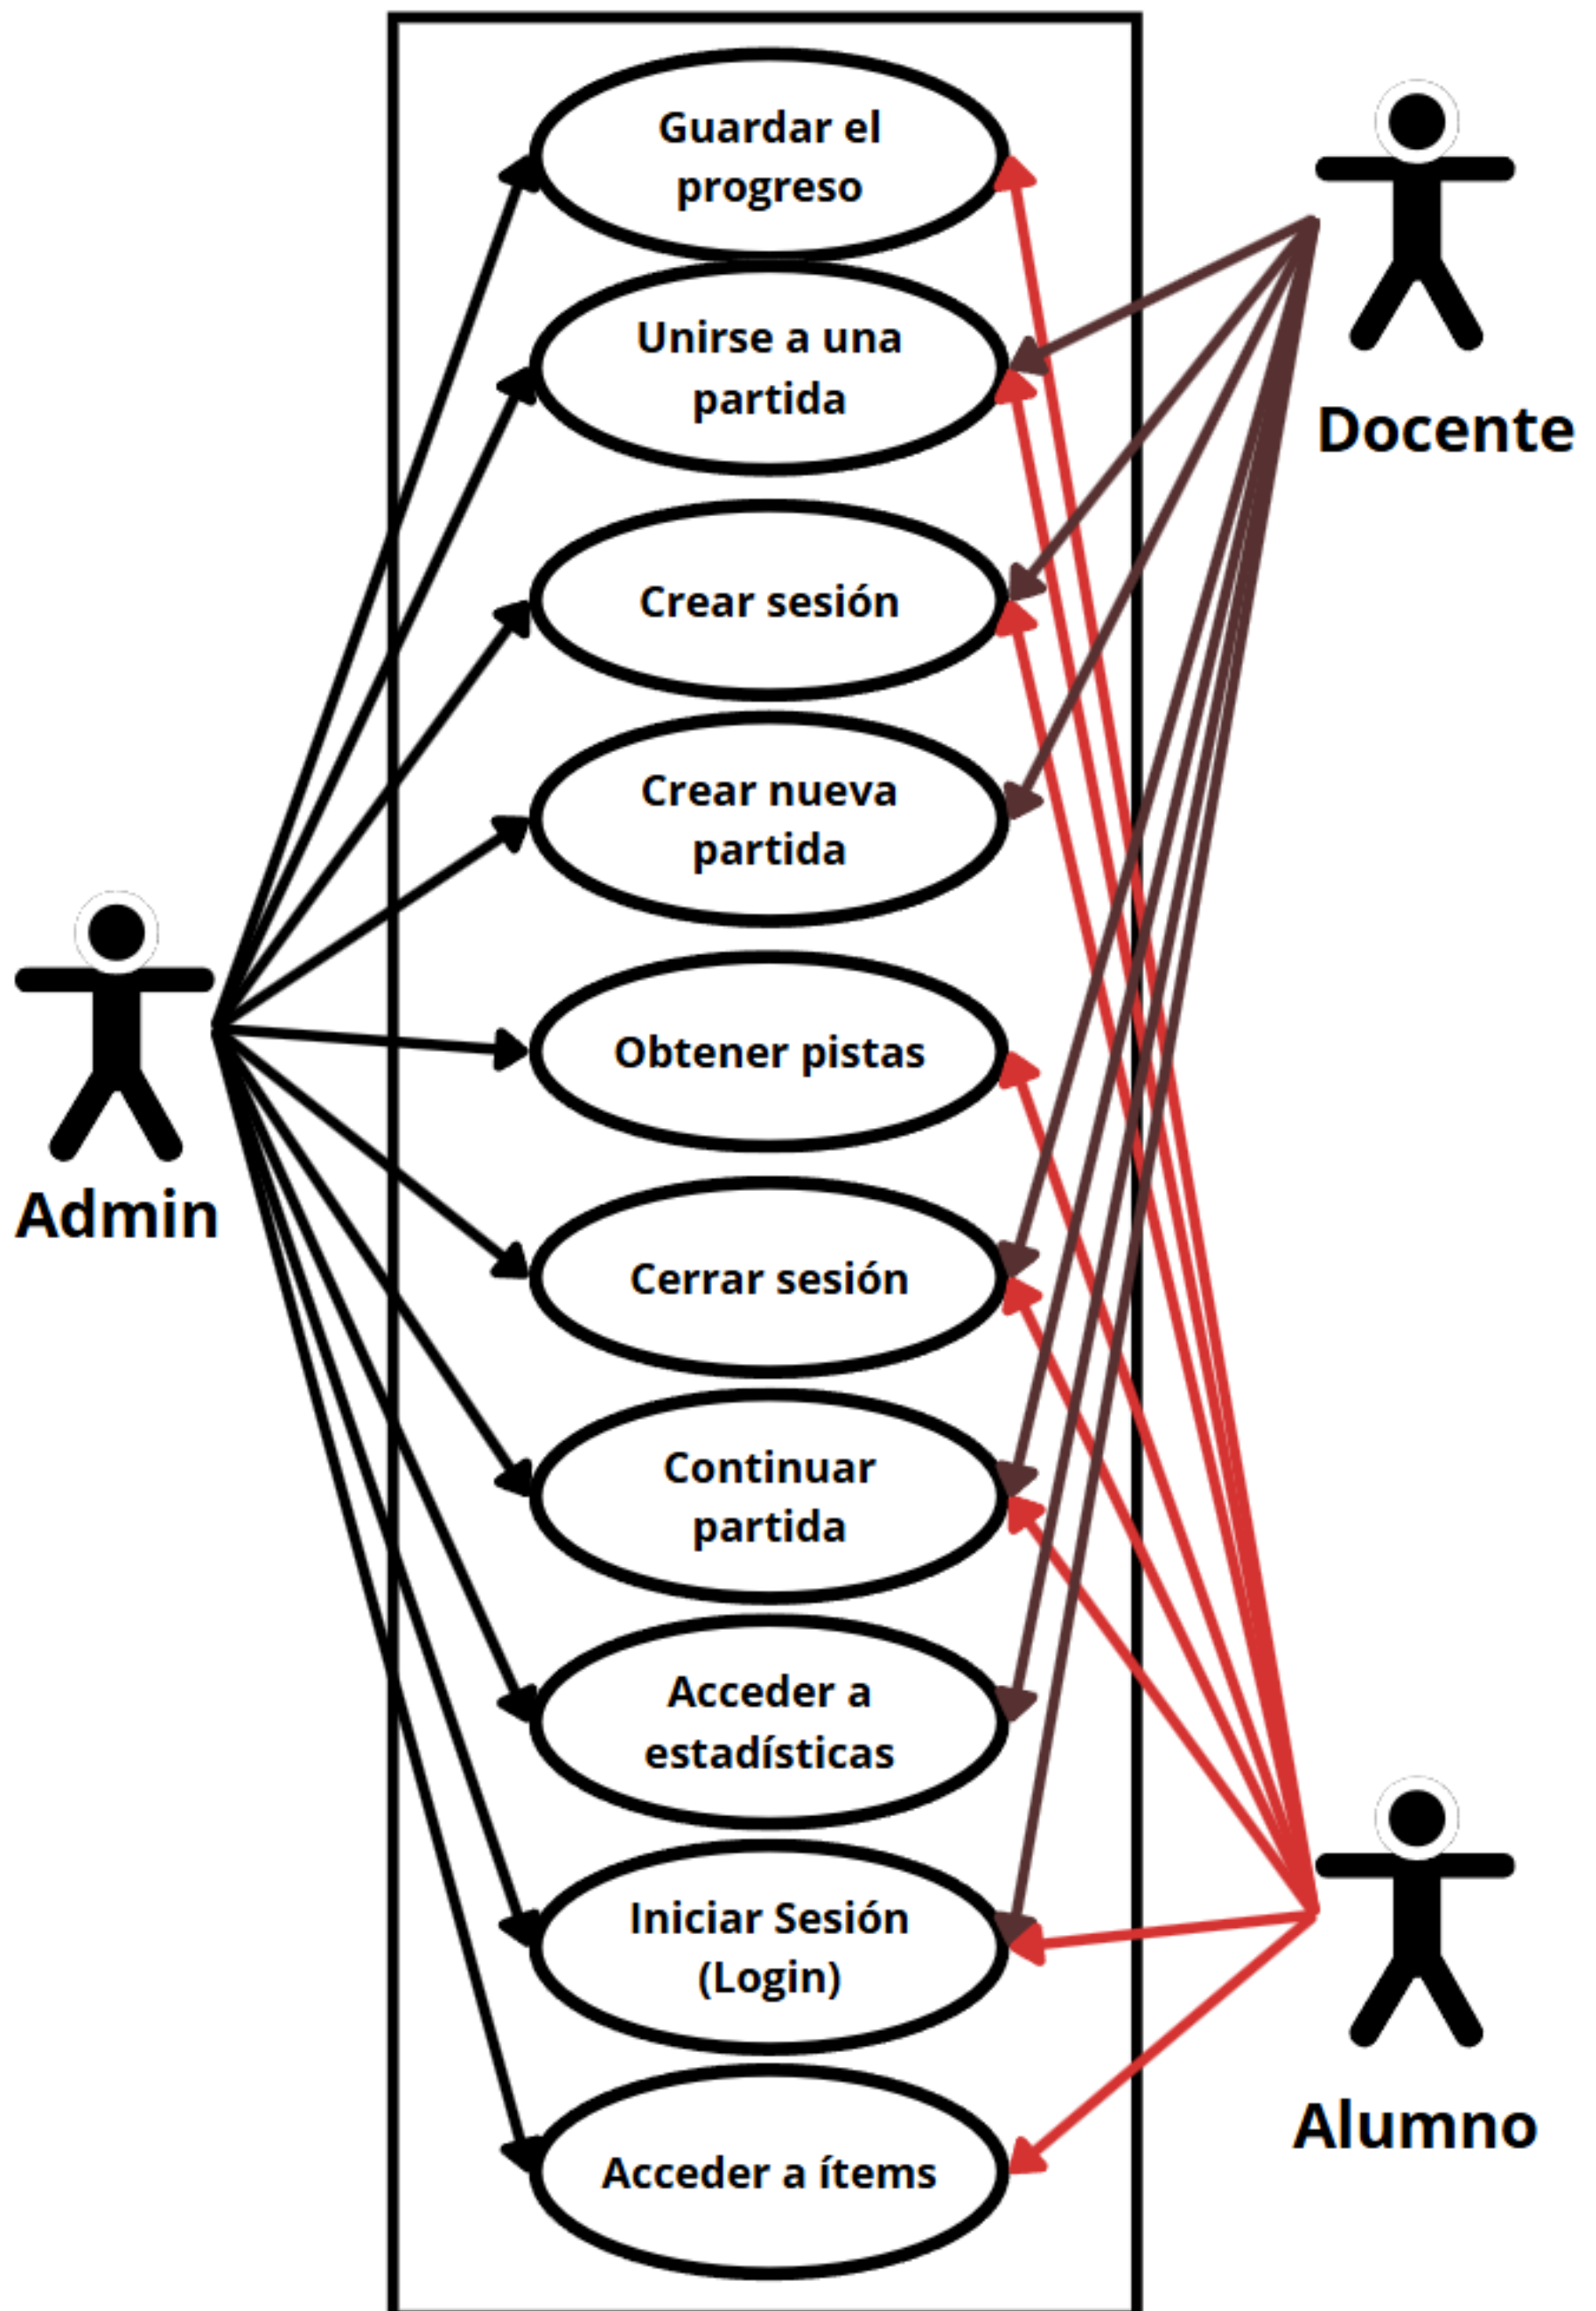 Guardar el
progreso
Unirse a una
partida
Docente
Crear sesión
Crear nueva
partida
Obtener pistas
Admin
Cerrar sesión
Continuar
partida
Acceder a
estadísticas
Iniciar Sesión
(Login)
Alumno
Acceder a ítems